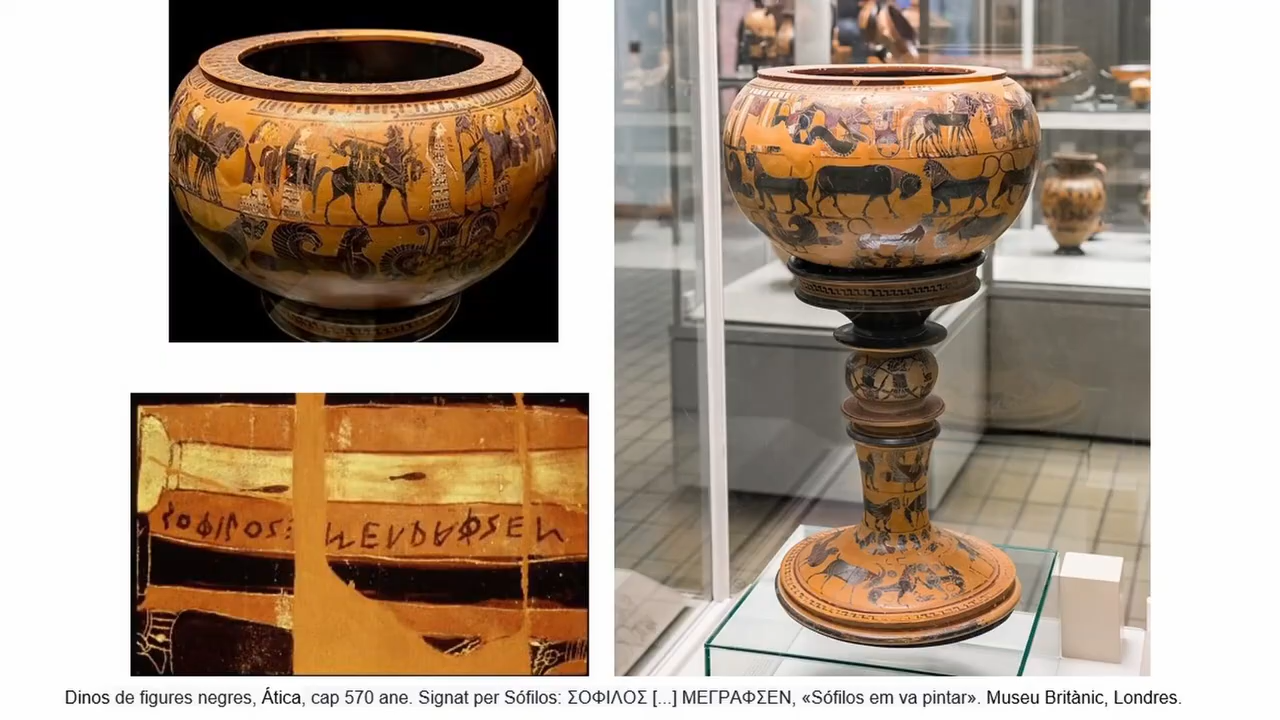 ΣΟΦΙΛΟΣ: ΜΕΓΡΑΦΣΕΝ
Dinos de figures negres, Ática, cap 570 ane. Signat per Sófilos: ΣΟΦΙΛΟΣ [...] ΜΕΓΡΑΦΣΕΝ, «Sófilos em va pintar». Museu Britànic, Londres.